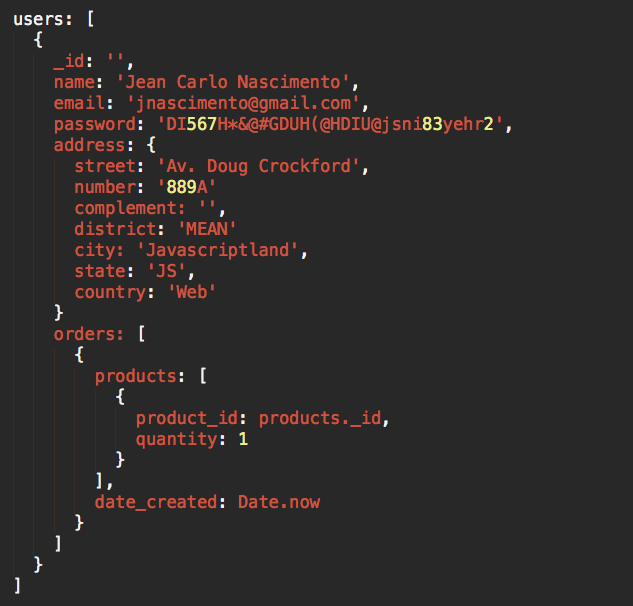 users: [
  {
    _id: '',
    name: 'Jean Carlo Nascimento',
    email: 'jnascimento@gmail.com',
    password: 'DI567H*&@#GDUH(@HDIU@jsni83yehr2',
    address: {
      street: 'Av. Doug Crockford',
      number: '889A'
      complement: '',
      district: 'MEAN'
      city: 'Javascriptland',
      state: 'JS',
      country: 'Web'
    }
    orders: [
      {
        products: [
          {
            product_id: products._id,
            quantity: 1
          }
        ],
        date_created: Date.now
      }
    ]
  }
]